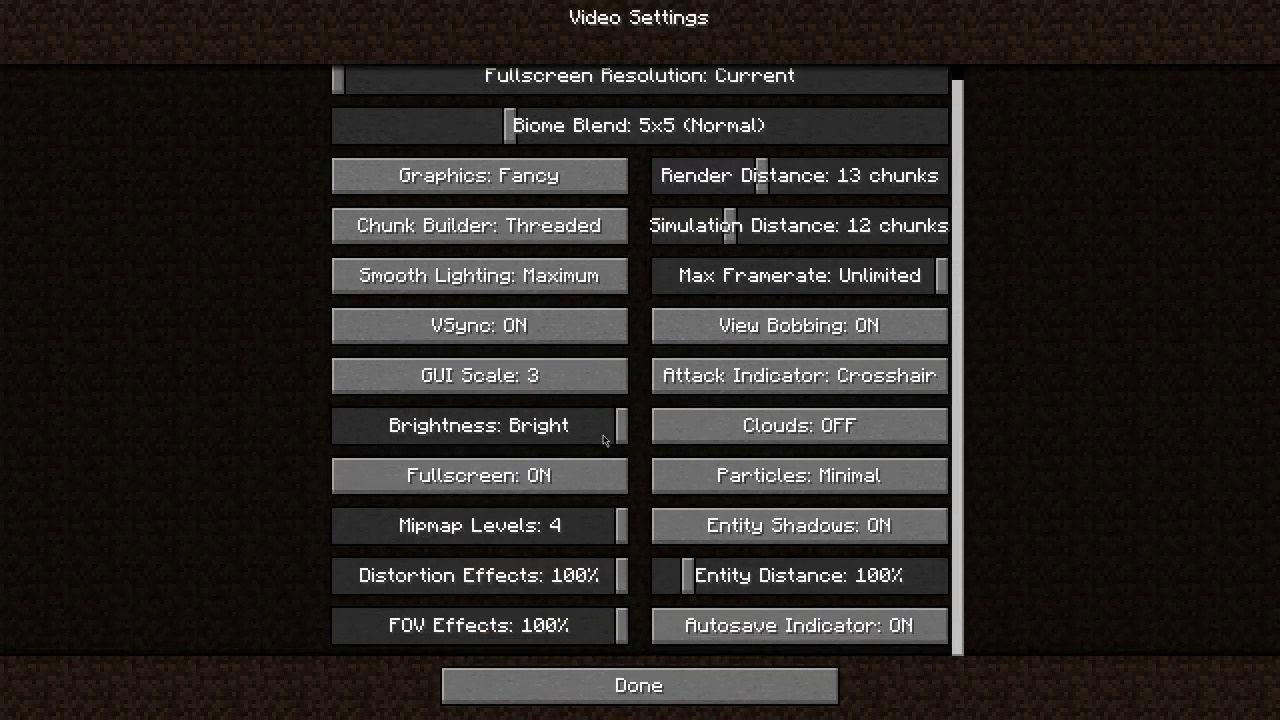 Video Settings
Fullscreen Resolution: Current
Biome Blend: 5x5 (Normal)
Graphics: Fancy
Render Distance: 13 chunks
Chunk Builder: Threaded
Simulation Distance: 12 chunks
Smooth Lighting: Maximum
Max Framerate: Unlimited
VSync: ON
View Bobbing: ON
GUI Scale: 3
Attack Indicator: Crosshair
Brightness: Bright
Clouds: OFF
Fullscreen: ON
Particles: Minimal
Mipmap Levels: 4
Entity Shadows: ON
Distortion Effects: 100%
Entity Distance: 100%
FOV Effects: 100%
Autosave Indicator: ON
Done